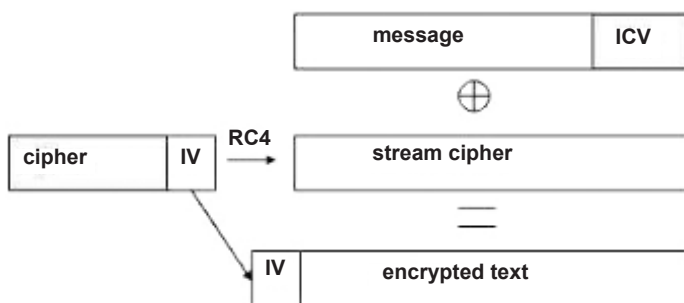 message ICV
RC4
cipher IV stream cipher
IV encrypted text